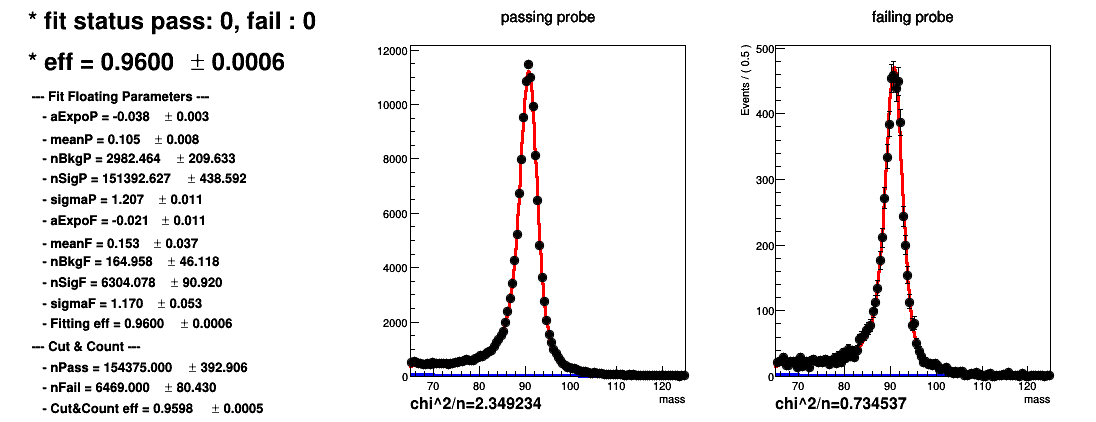 * fit status pass: 0, fail : 0
* eff = 0.9600 ± 0.0006
--- Fit Floating Parameters ---
- aExpoP = -0.038 ± 0.003
- meanP = 0.105 ± 0.008
- nBkgP = 2982.464 ± 209.633
- nSigP = 151392.627 ± 438.592
- sigmaP = 1.207 ± 0.011
- aExpoF = -0.021 ± 0.011
- meanF = 0.153 ± 0.037
- nBkgF = 164.958 ± 46.118
- nSigF = 6304.078 ± 90.920
- sigmaF = 1.170 ± 0.053
- Fitting eff = 0.9600 ± 0.0006
--- Cut & Count ---
- nPass = 154375.000 ± 392.906
- nFail = 6469.000 ± 80.430
- Cut&Count eff = 0.9598 ± 0.0005
passing probe
12000
10000
8000
6000
4000
2000
0
70 80 90 100 110 120
mass
chi^2/n=2.349234
failing probe
Events / ( 0.5 )
500
400
300
200
100
0
70 80 90 100 110 120
mass
chi^2/n=0.734537